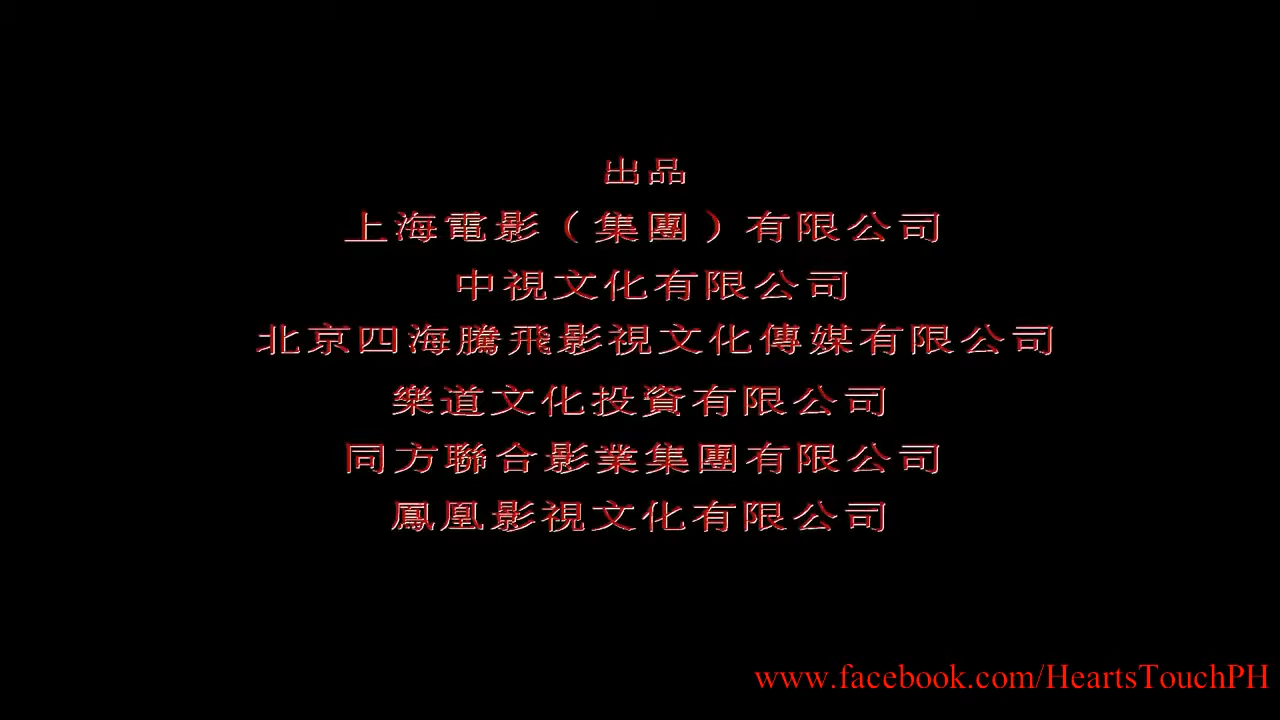 出品
上海電影（集團）有限公司
中視文化有限公司
北京四海騰飛影視文化傳媒有限公司
樂道文化投資有限公司
同方聯合影業集團有限公司
鳳凰影視文化有限公司
www.facebook.com/HeartsTouchPH